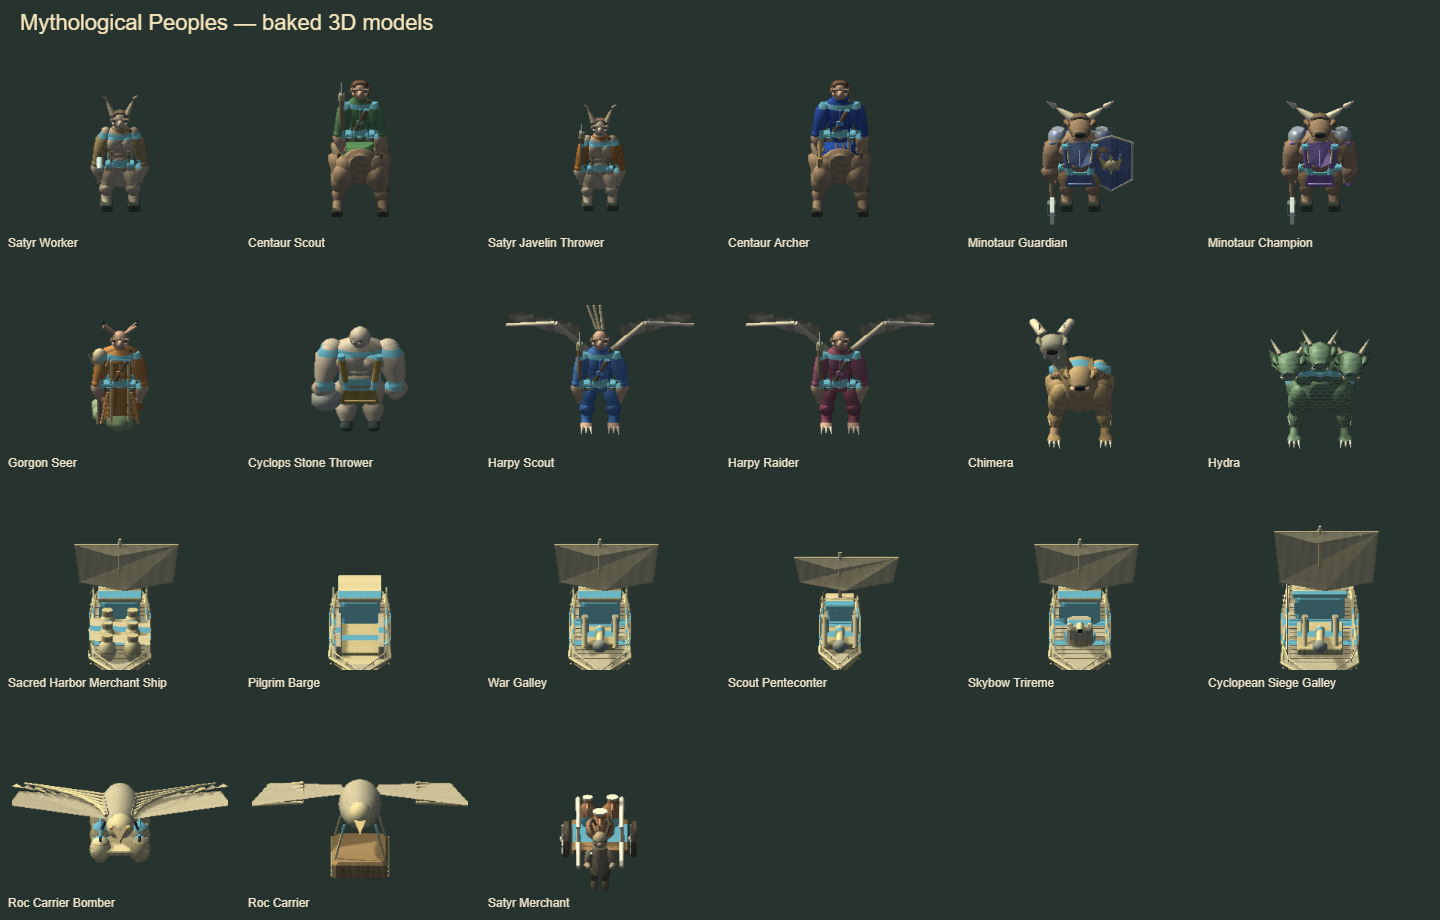 Mythological Peoples — baked 3D models
Satyr Worker
Centaur Scout
Satyr Javelin Thrower
Centaur Archer
Minotaur Guardian
Minotaur Champion
Gorgon Seer
Cyclops Stone Thrower
Harpy Scout
Harpy Raider
Chimera
Hydra
Sacred Harbor Merchant Ship
Pilgrim Barge
War Galley
Scout Penteconter
Skybow Trireme
Cyclopean Siege Galley
Roc Carrier Bomber
Roc Carrier
Satyr Merchant